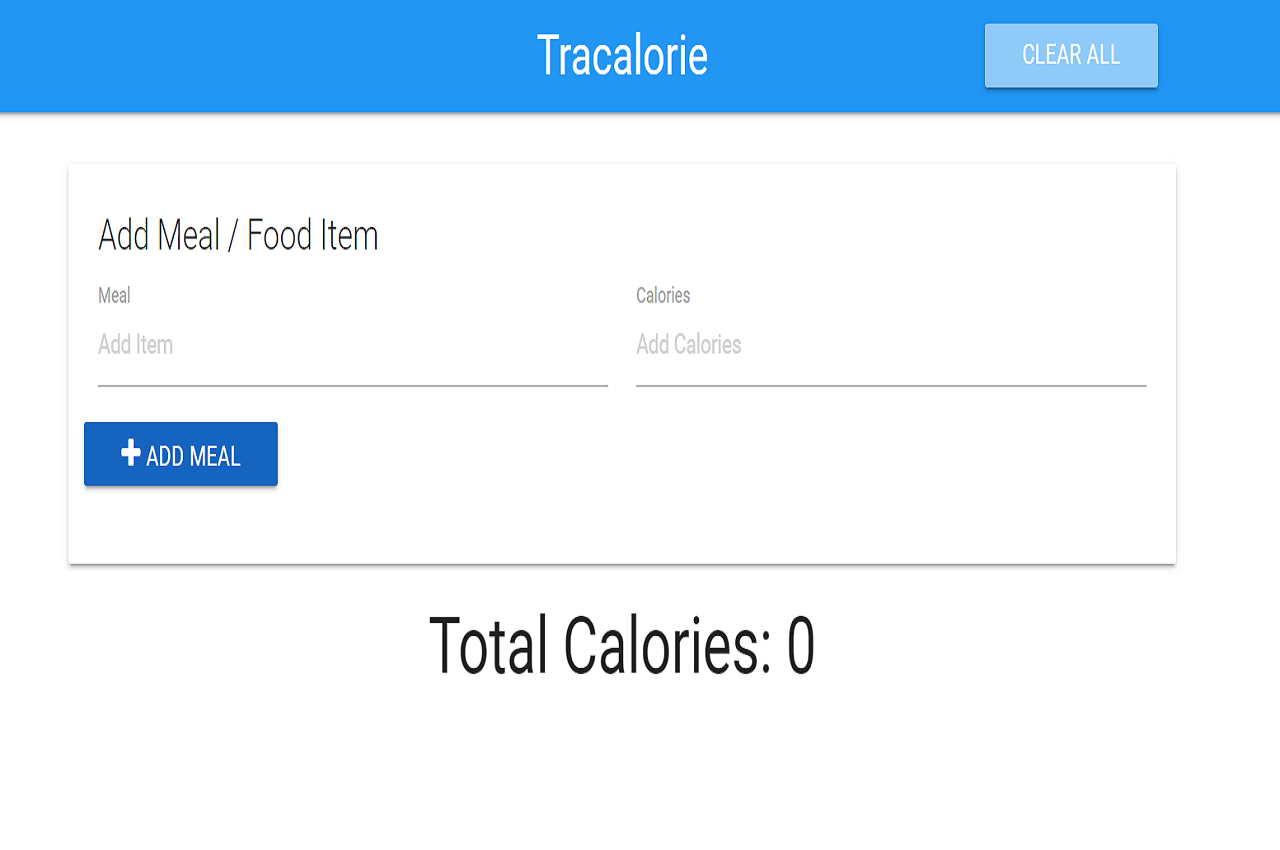 Tracalorie
CLEAR ALL
Add Meal / Food Item
Meal
Calories
Add Item
Add Calories
ADD MEAL
Total Calories: 0